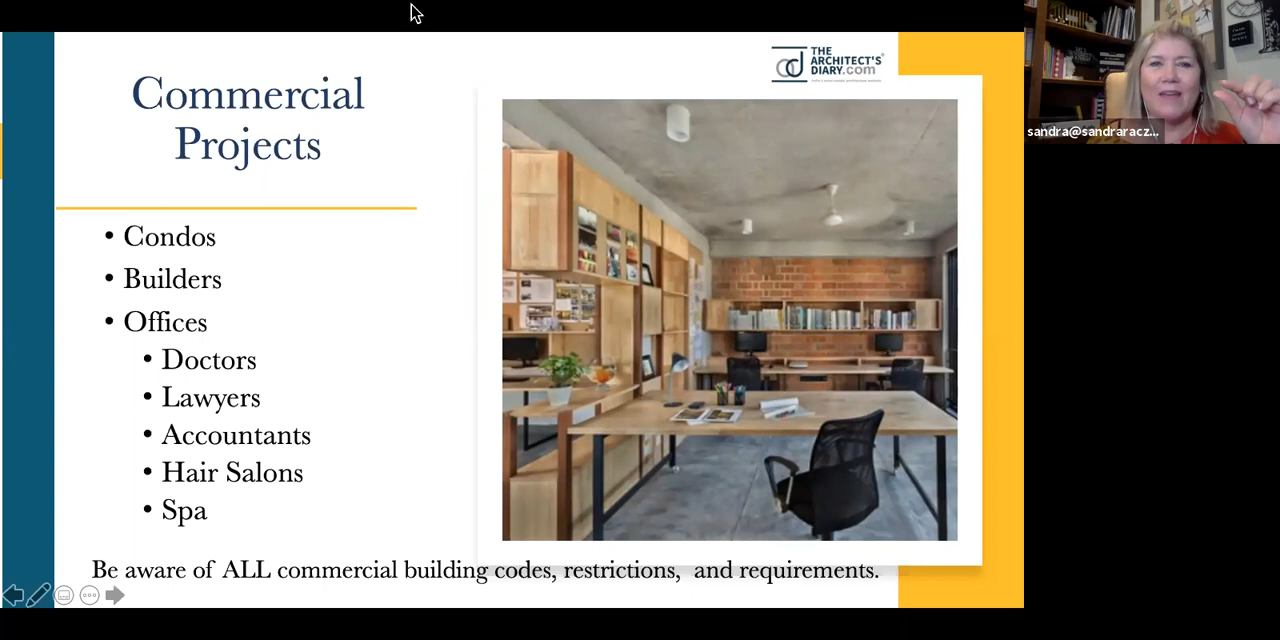 THE
ARCHITECT'S
DIARY.com
Commercial
Projects
sandra@sandraracz...
• Condos
• Builders
• Offices
• Doctors
• Lawyers
• Accountants
• Hair Salons
• Spa
Be aware of ALL commercial building codes, restrictions, and requirements.